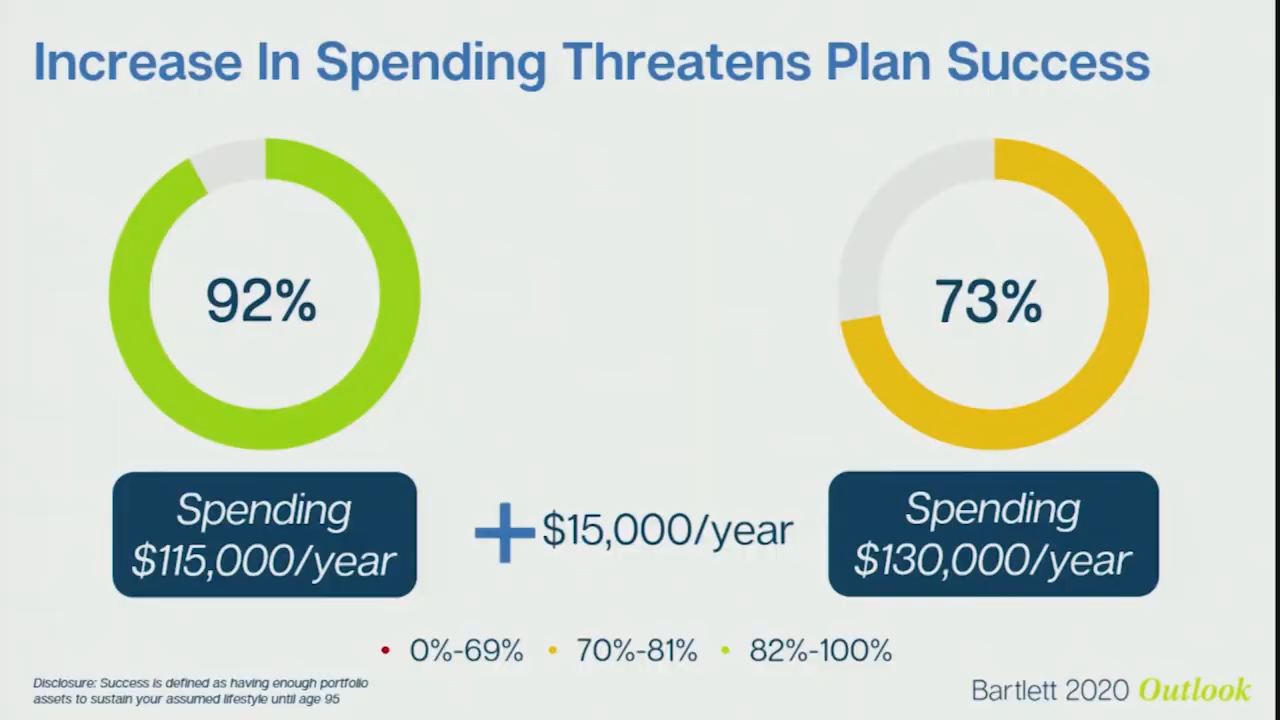 Increase In Spending Threatens Plan Success
92%
73%
Spending
$115,000/year
+ $15,000/year
Spending
$130,000/year
• 0%-69% • 70%-81% • 82%-100%
Disclosure: Success is defined as having enough portfolio
assets to sustain your assumed lifestyle until age 95
Bartlett 2020 Outlook